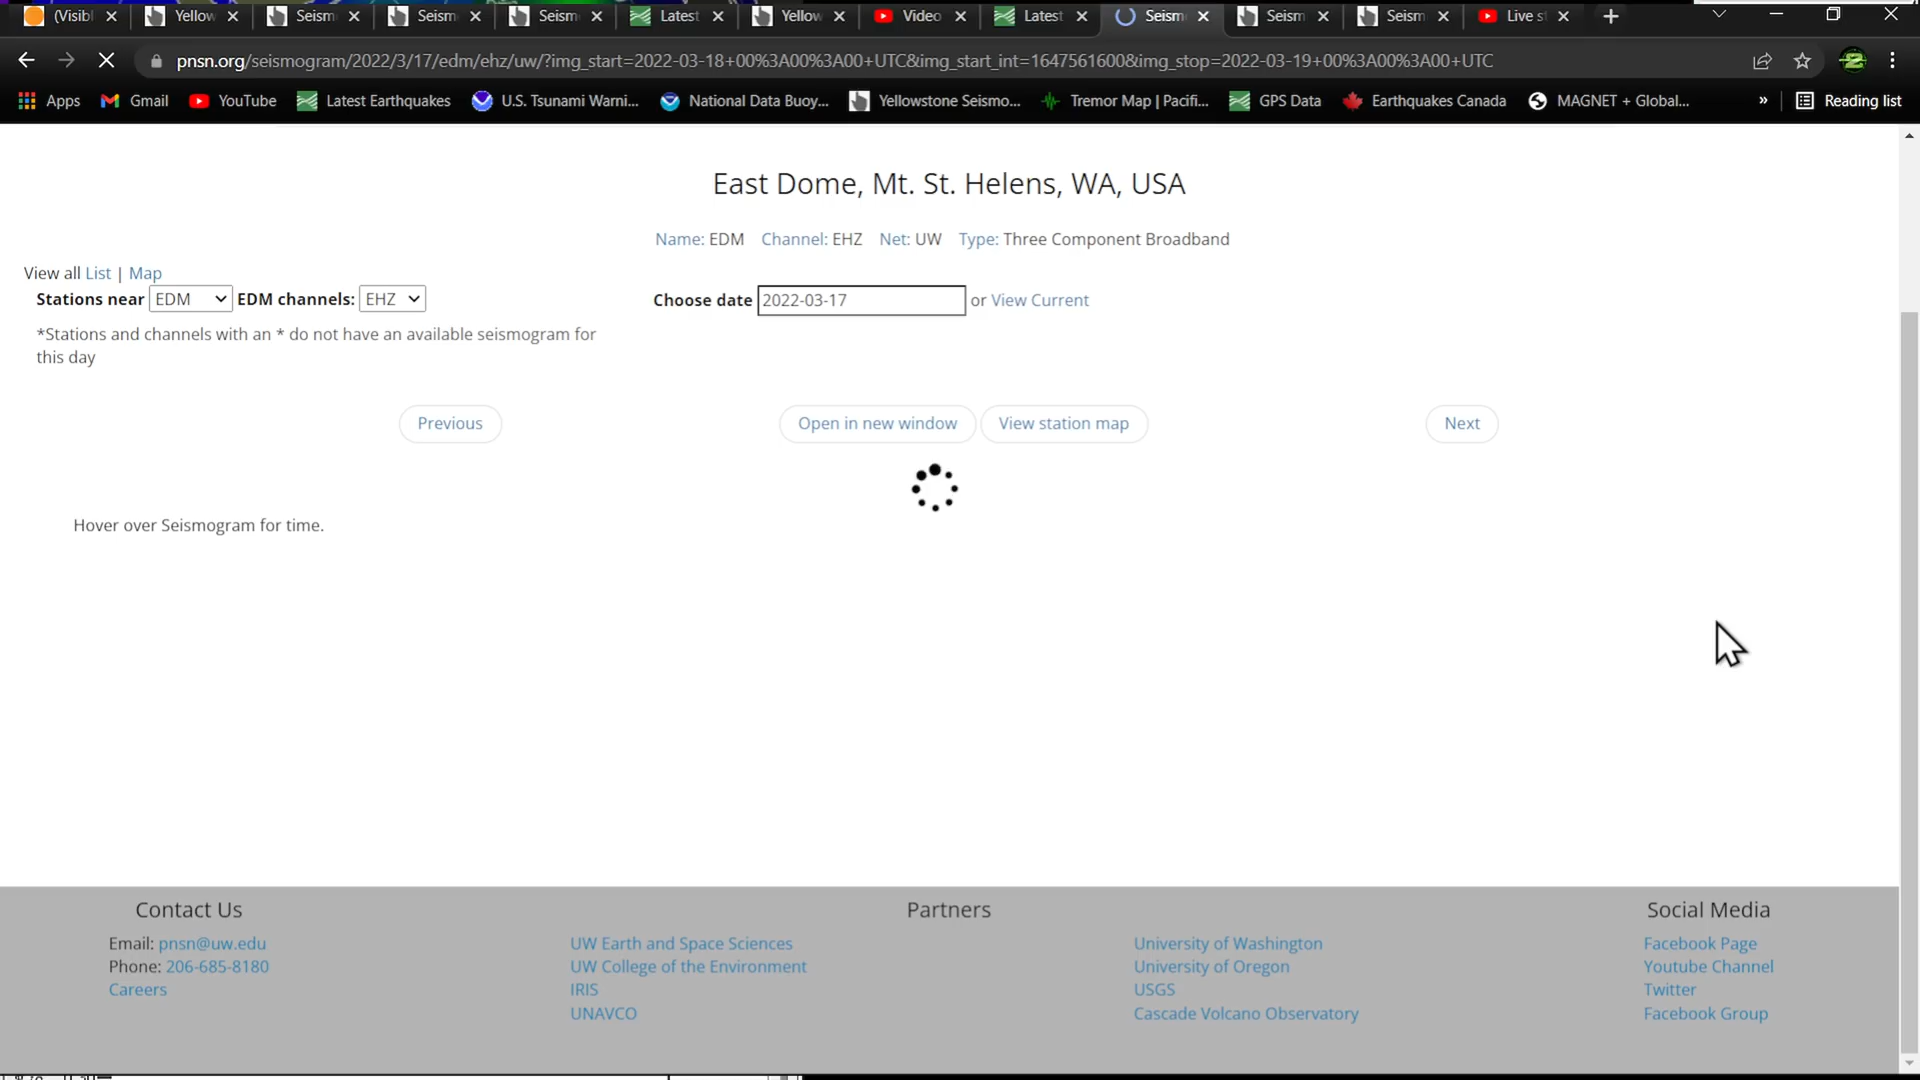 (Visibl
Yellow
Seism
Seism
Seism
Latest
Yellow
Video
Latest
Seism
Seism
Seism
Live st
pnsn.org/seismogram/2022/3/17/edm/ehz/uw/?img_start=2022-03-18+00%3A00%3A00+UTC&img_start_int=1647561600&img_stop=2022-03-19+00%3A00%3A00+UTC
Apps Gmail YouTube Latest Earthquakes U.S. Tsunami Warni... National Data Buoy... Yellowstone Seismo... Tremor Map | Pacifi... GPS Data Earthquakes Canada MAGNET + Global... » Reading list
East Dome, Mt. St. Helens, WA, USA
Name: EDM Channel: EHZ Net: UW Type: Three Component Broadband
View all List | Map
Stations near EDM EDM channels: EHZ
Choose date 2022-03-17 or View Current
*Stations and channels with an * do not have an available seismogram for
this day
Previous
Open in new window
View station map
Next
Hover over Seismogram for time.
Contact Us
Email: pnsn@uw.edu
Phone: 206-685-8180
Careers
Partners
UW Earth and Space Sciences
UW College of the Environment
IRIS
UNAVCO
University of Washington
University of Oregon
USGS
Cascade Volcano Observatory
Social Media
Facebook Page
Youtube Channel
Twitter
Facebook Group